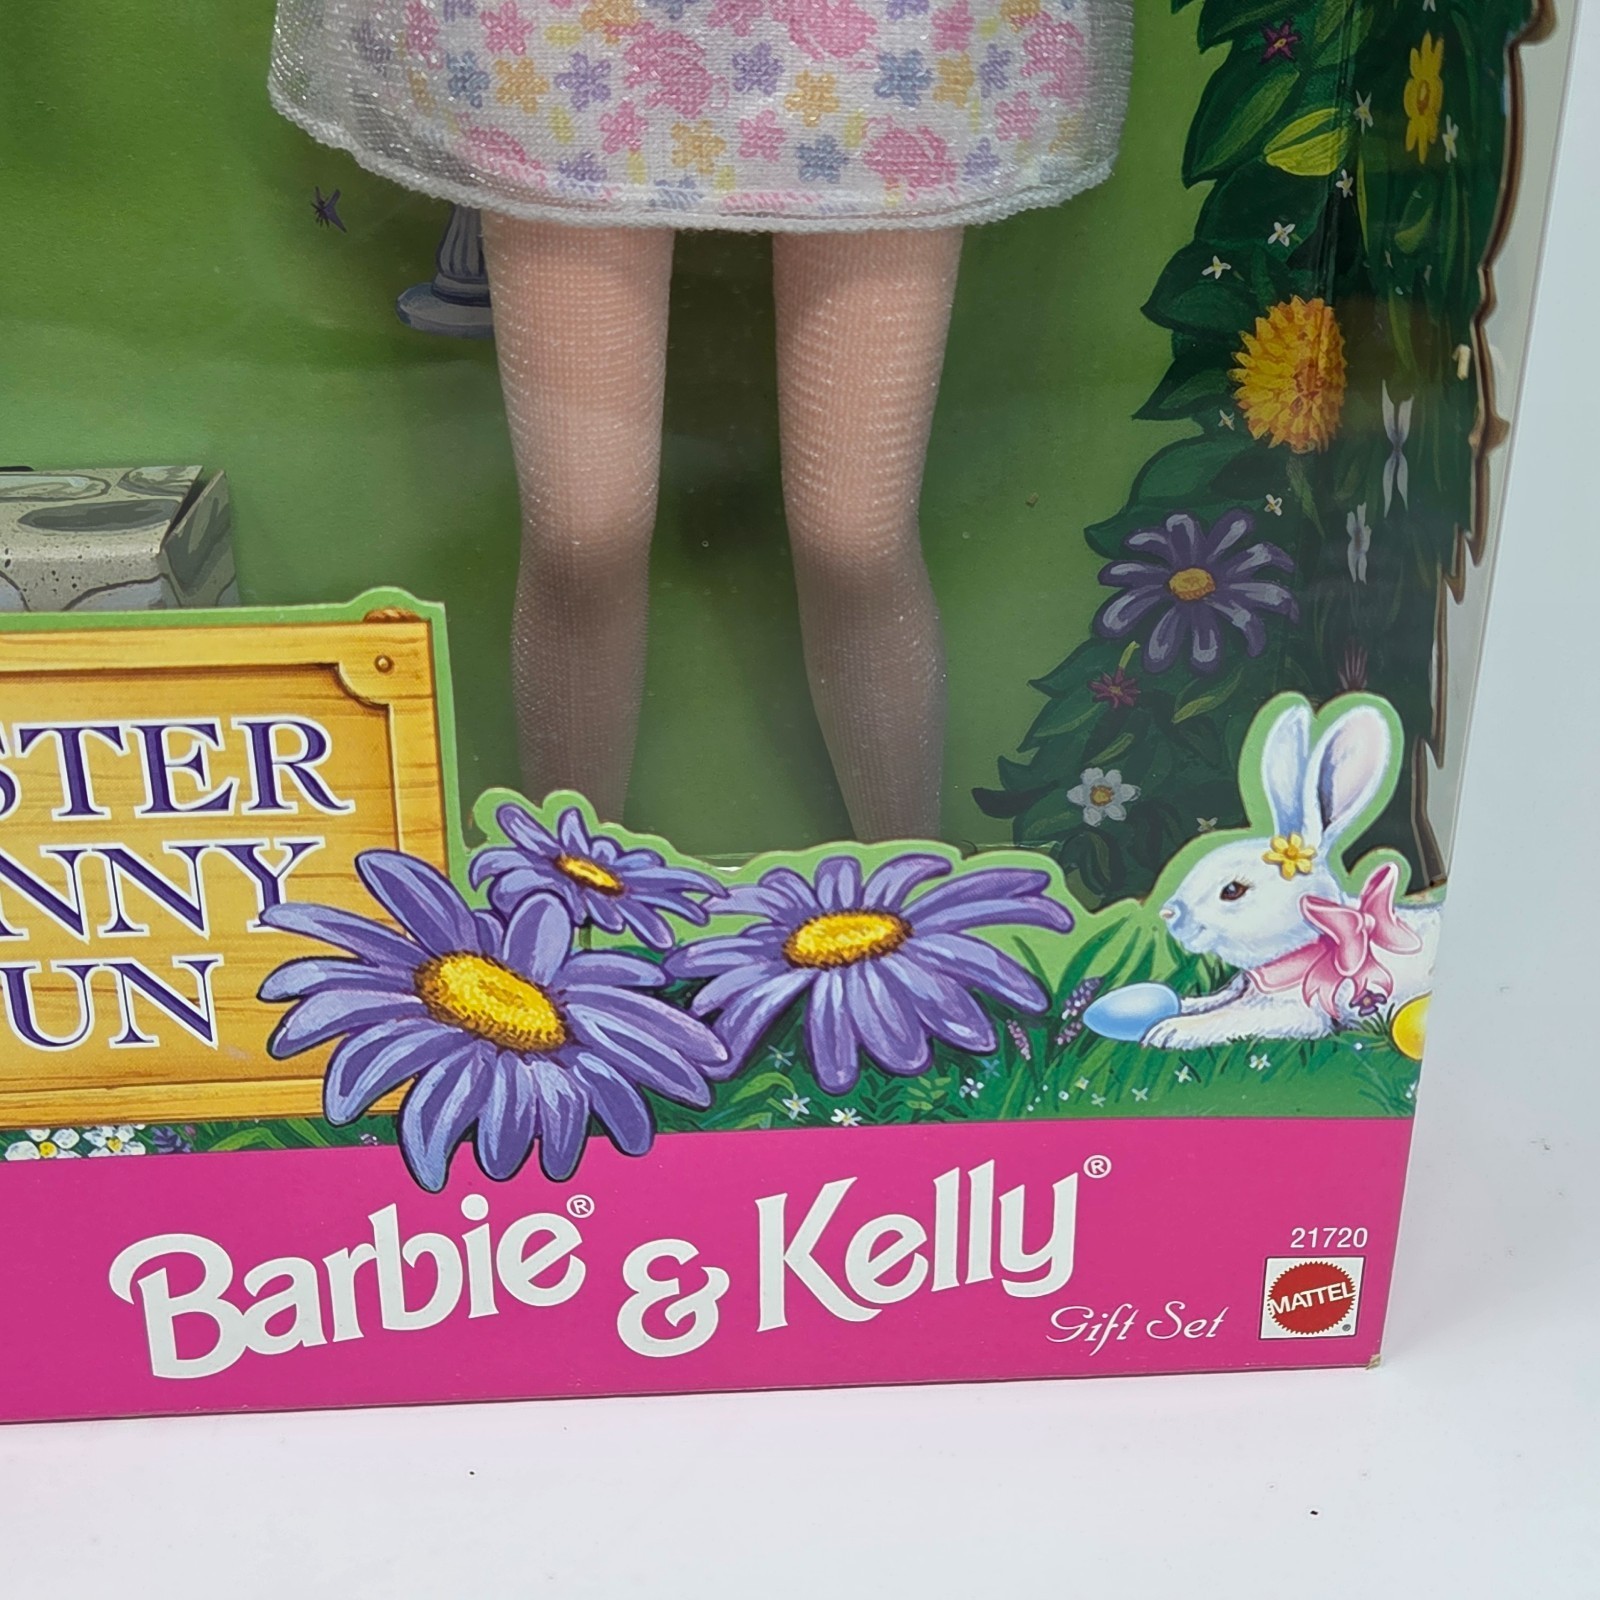 STER
NNY
UN
Barbie® & Kelly®
Gift Set
21720
MATTEL®